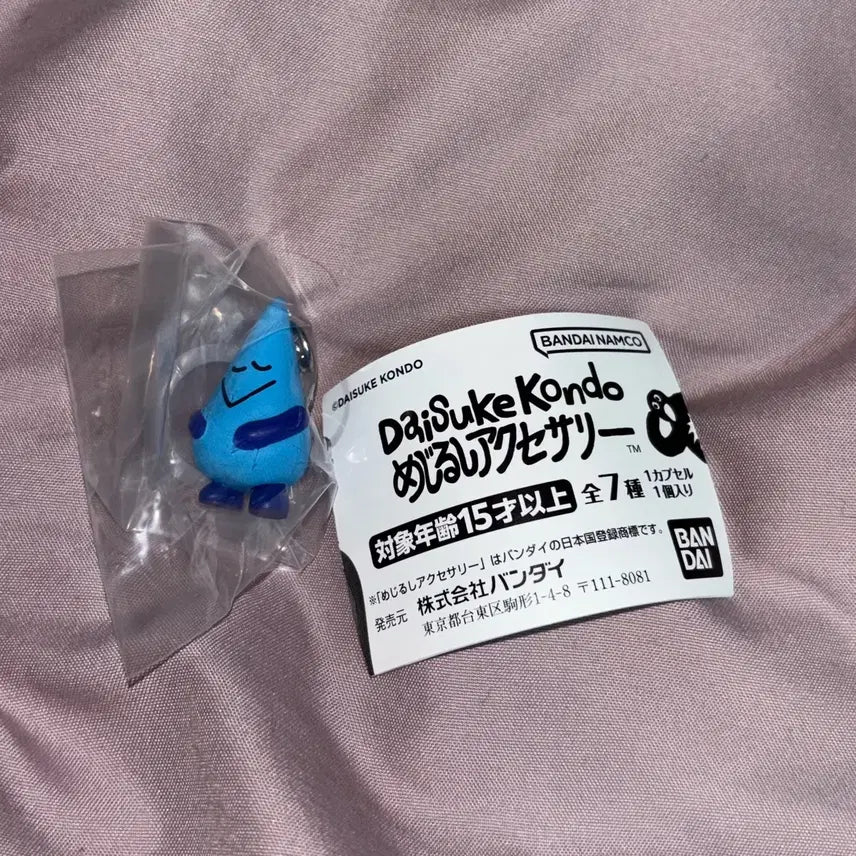 ©DAISUKE KONDO
BANDAI NAMCO
Daisuke Kondo
めじるしアクセサリー™
対象年齢15才以上 全7種 1カプセル
1個入り
※「めじるしアクセサリー」はバンダイの日本国登録商標です。
発売元 株式会社バンダイ
東京都台東区駒形1-4-8 〒111-8081
BAN
DAI